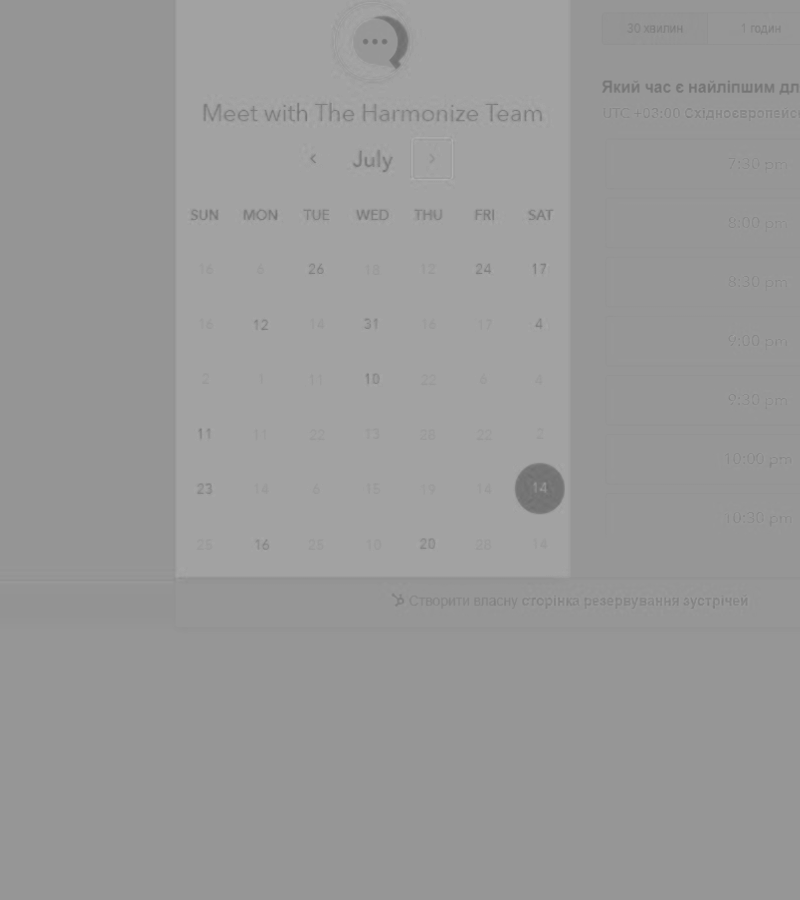 Meet with The Harmonize Team
July
SUN MON TUE WED THU FRI SAT
16 6 26 18 12 24 17
16 12 14 31 16 17 4
2 1 11 10 22 6 4
11 11 22 13 28 22 2
23 14 6 15 19 14 14
25 16 25 18 20 28 14
30 хвилин 1 годин
Який час є найліпшим дл
UTC +03:00 Східноєвропейс
7:30 pm
8:00 pm
8:30 pm
9:00 pm
9:30 pm
10:00 pm
10:30 pm
Створити власну сторінка резервування зустрічей